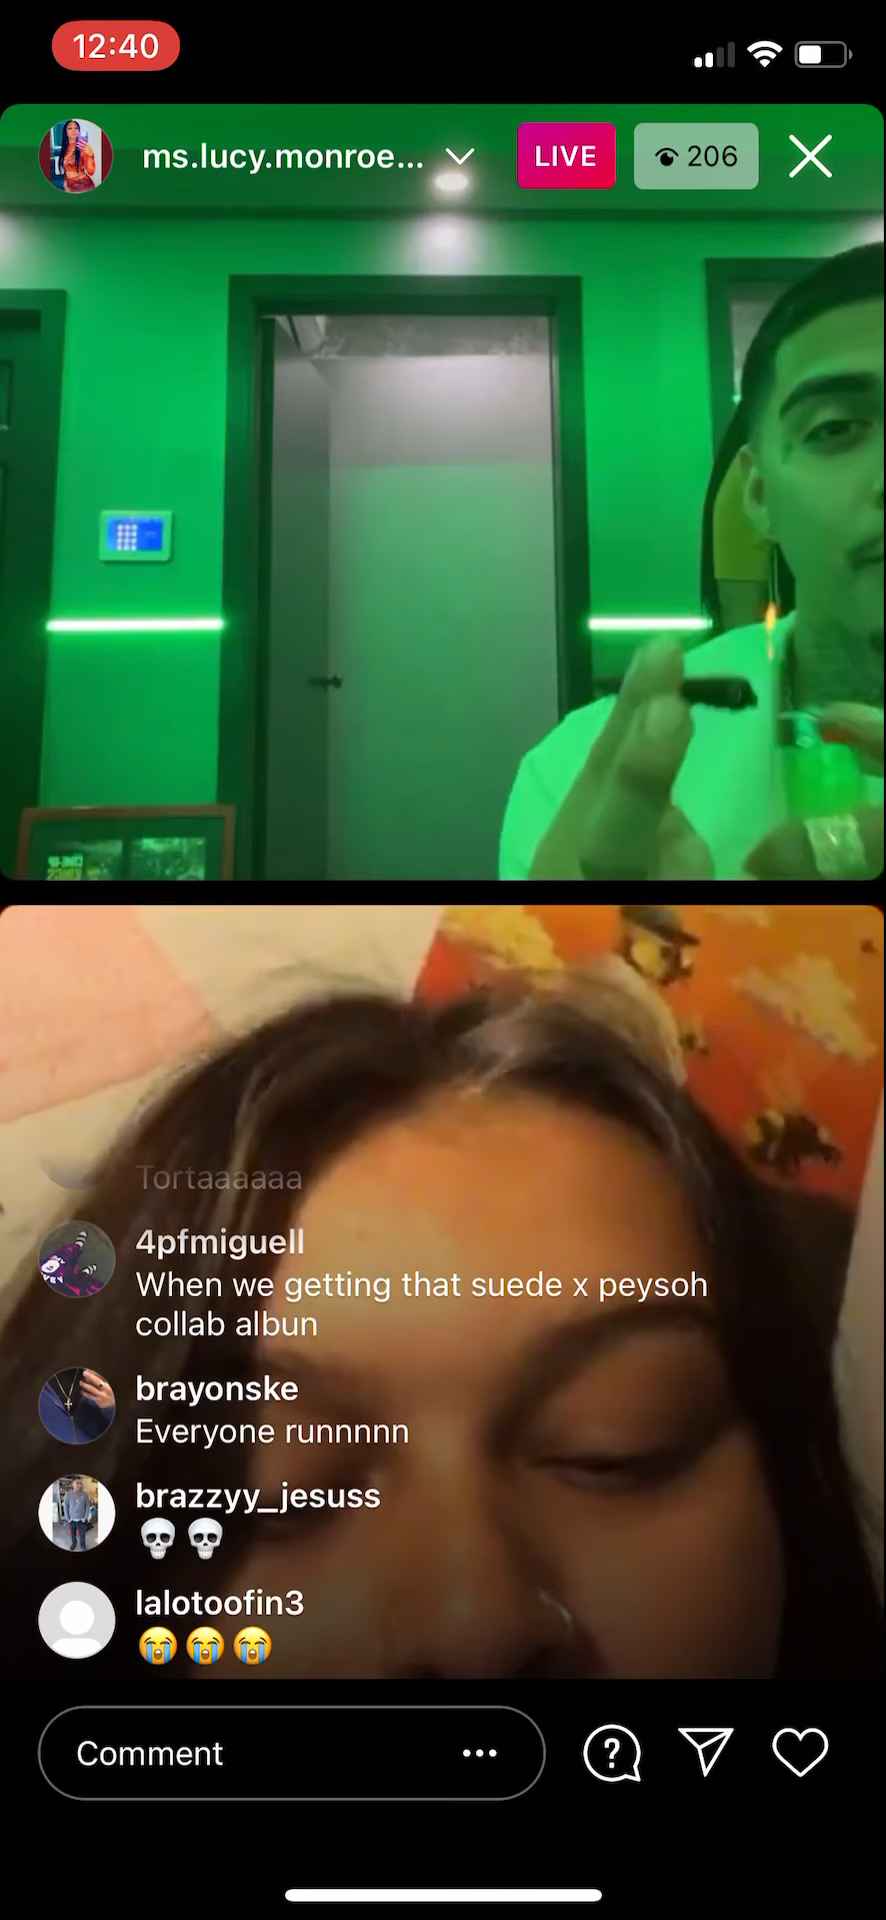 12:40
ms.lucy.monroe...
LIVE
206
Tortaaaaaa
4pfmiguell
When we getting that suede x peysoh
collab albun
brayonske
Everyone runnnnn
brazzyy_jesuss
💀💀
lalotoofin3
😭😭😭
Comment